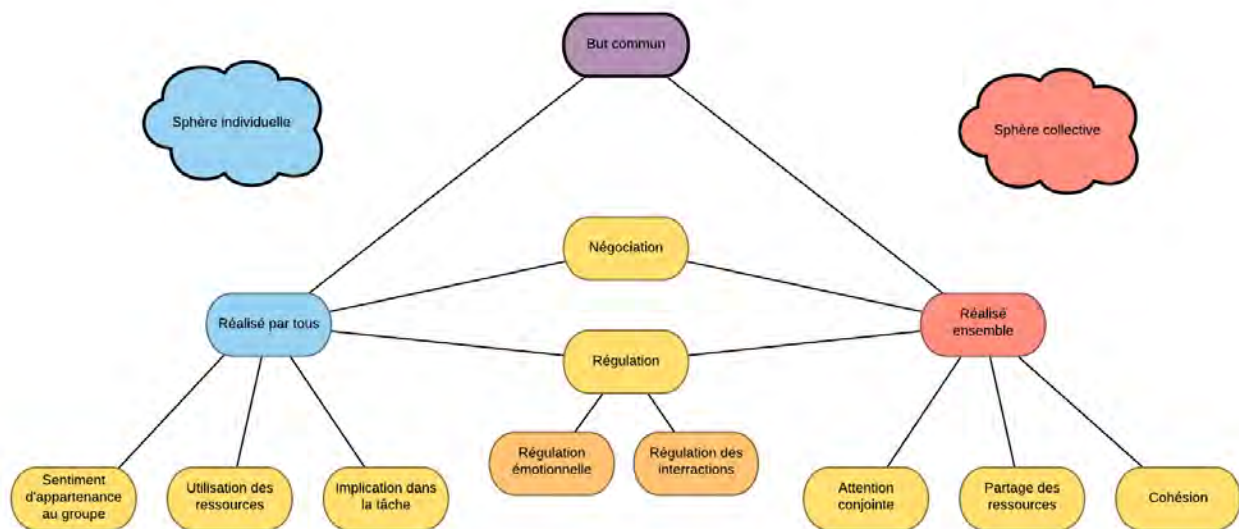 But commun
Sphère individuelle
Sphère collective
Négociation
Réalisé par tous
Réalisé
ensemble
Régulation
Régulation
émotionnelle
Régulation des
interractions
Sentiment
d'appartenance
au groupe
Utilisation des
ressources
Implication dans
la tâche
Attention
conjointe
Partage des
ressources
Cohésion